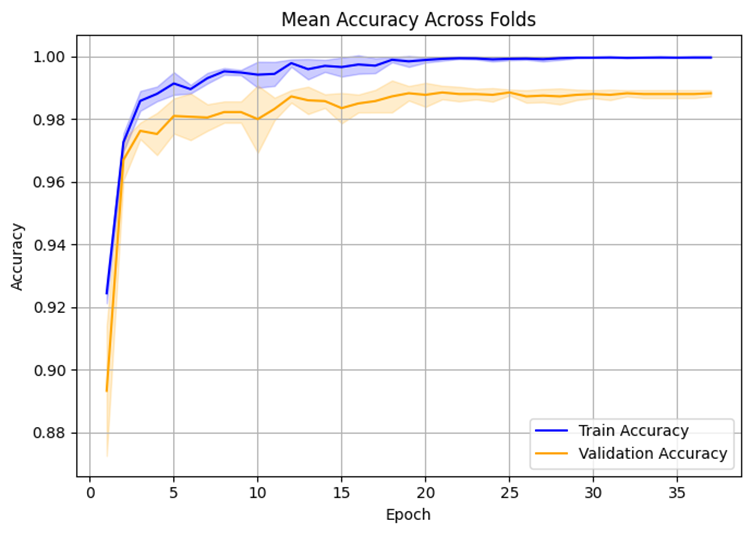 Mean Accuracy Across Folds
1.00
0.98
0.96
0.94
0.92
0.90
0.88
Accuracy
Train Accuracy
Validation Accuracy
0 5 10 15 20 25 30 35
Epoch